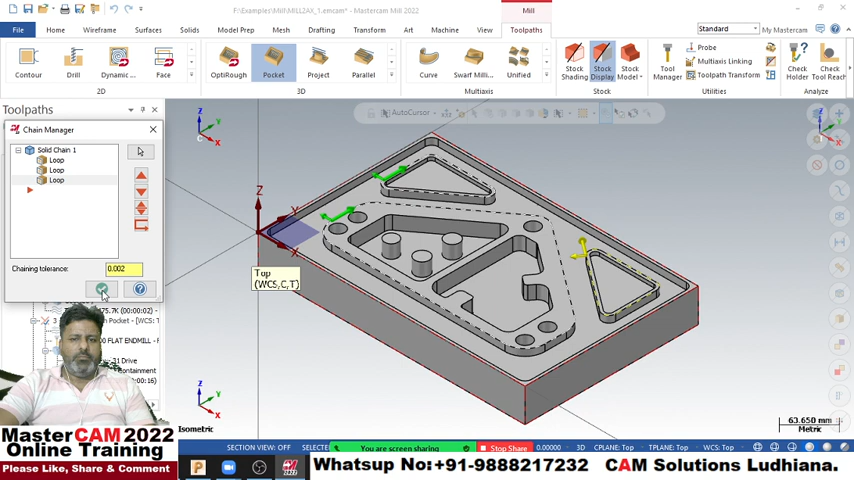 F:\Examples\Mill\MILL2AX_1.emcam* - Mastercam Mill 2022
Mill
File Home Wireframe Surfaces Solids Model Prep Mesh Drafting Transform Art Machine View Toolpaths
Standard My Mastercam
Contour Drill Dynamic ... Face OptiRough Pocket Project Parallel Curve Swarf Milli... Unified Stock Shading Stock Display Stock Model Tool Manager
Probe
Multiaxis Linking
Toolpath Transform
Check Holder Check Tool Reach
2D 3D Multiaxis Stock Utilities Analyze
Toolpaths
AutoCursor
Chain Manager
Solid Chain 1
Loop
Loop
Loop
Chaining tolerance: 0.002
Z
Y
X
C
Z
Y
X
Top
(WCS,C,T)
Z
Y
X
Isometric
63.650 mm
Metric
SECTION VIEW: OFF You are screen sharing Stop Share 0.00000 3D CPLANE: Top TPLANE: Top WCS: Top
MasterCAM 2022
Online Training
Please Like, Share & Comment
Whatsup No:+91-9888217232 CAM Solutions Ludhiana.